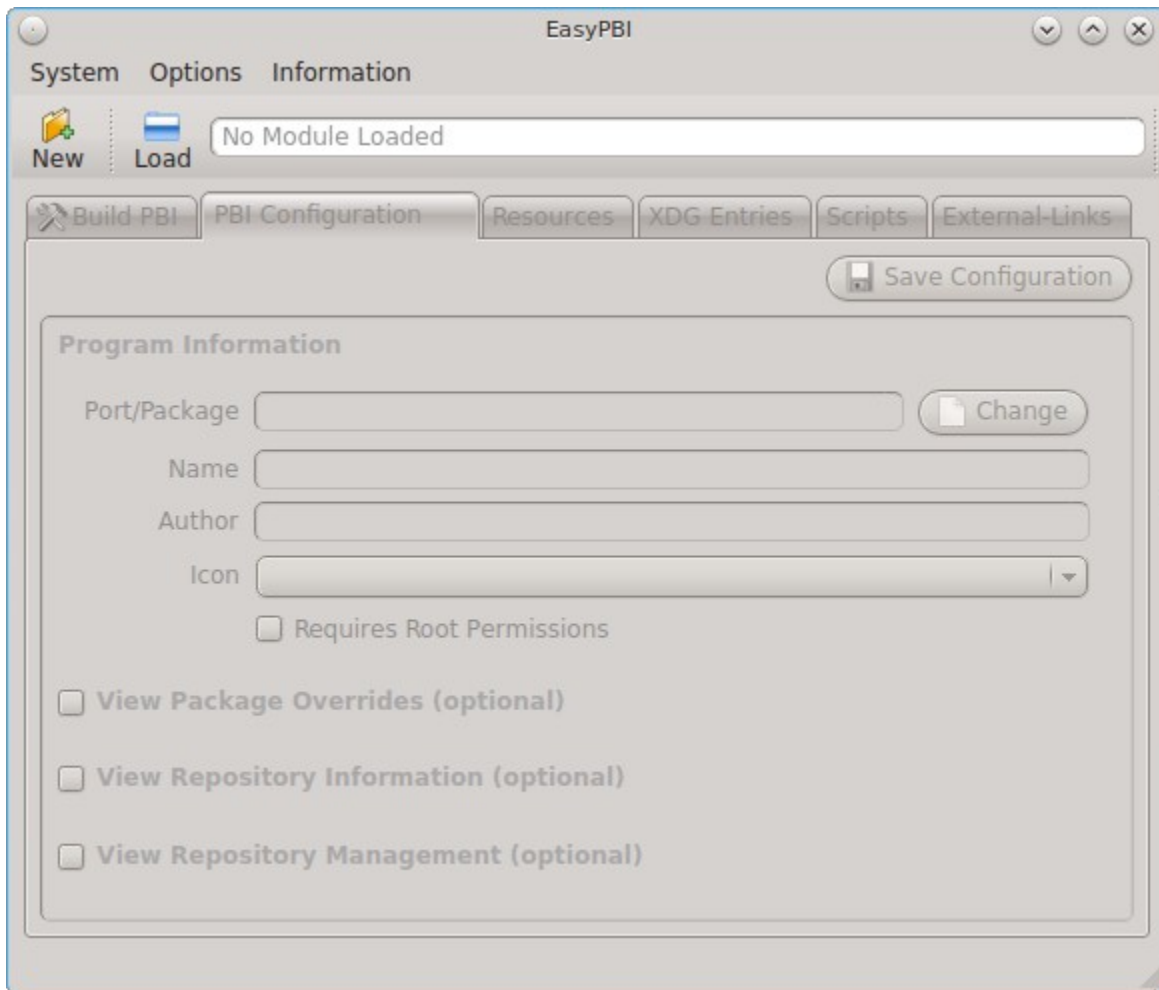 EasyPBI
System Options Information
New Load No Module Loaded
Build PBI PBI Configuration Resources XDG Entries Scripts External-Links
Save Configuration
Program Information
Port/Package Change
Name
Author
Icon
Requires Root Permissions
View Package Overrides (optional)
View Repository Information (optional)
View Repository Management (optional)